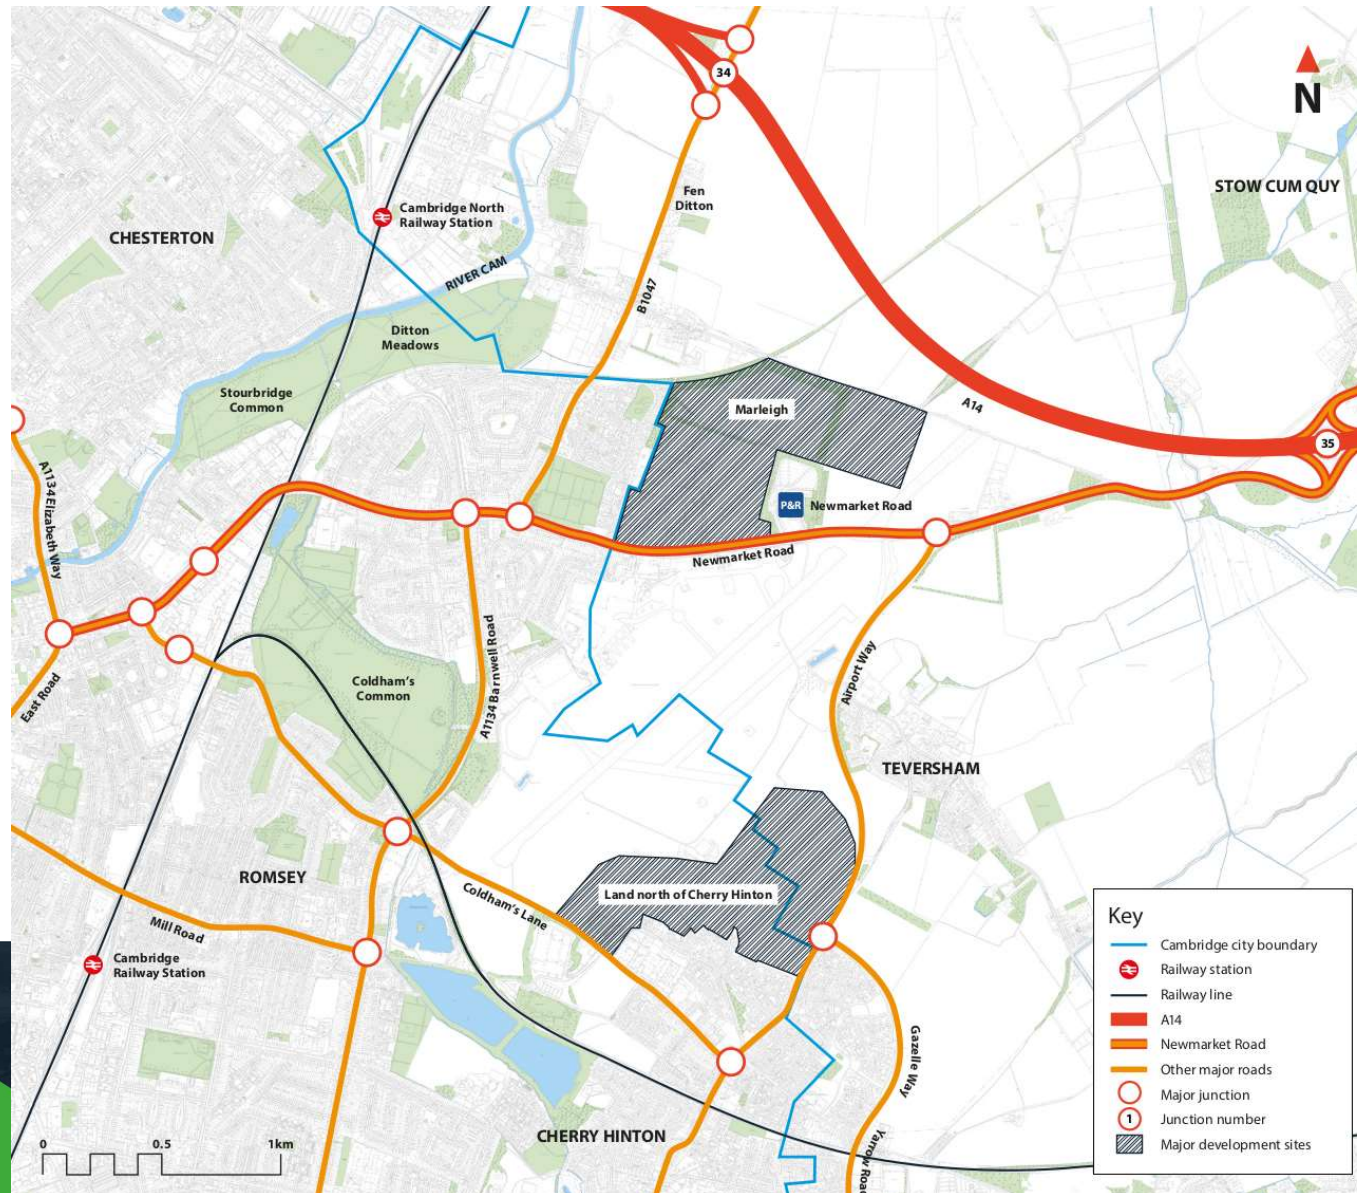 34
N
STOW CUM QUY
Fen
Ditton
Cambridge North
Railway Station
CHESTERTON
RIVER CAM
B1047
Ditton
Meadows
Stourbridge
Common
Marleigh
A14
35
A1134 Elizabeth Way
P&R
Newmarket Road
Newmarket Road
East Road
A1134 Barnwell Road
Coldham's
Common
Airport Way
TEVERSHAM
ROMSEY
Coldham's Lane
Land north of Cherry Hinton
Mill Road
Cambridge
Railway Station
Gazelle Way
CHERRY HINTON
Yarrow Road
0
0.5
1km
Key
Cambridge city boundary
Railway station
Railway line
A14
Newmarket Road
Other major roads
Major junction
1
Junction number
Major development sites